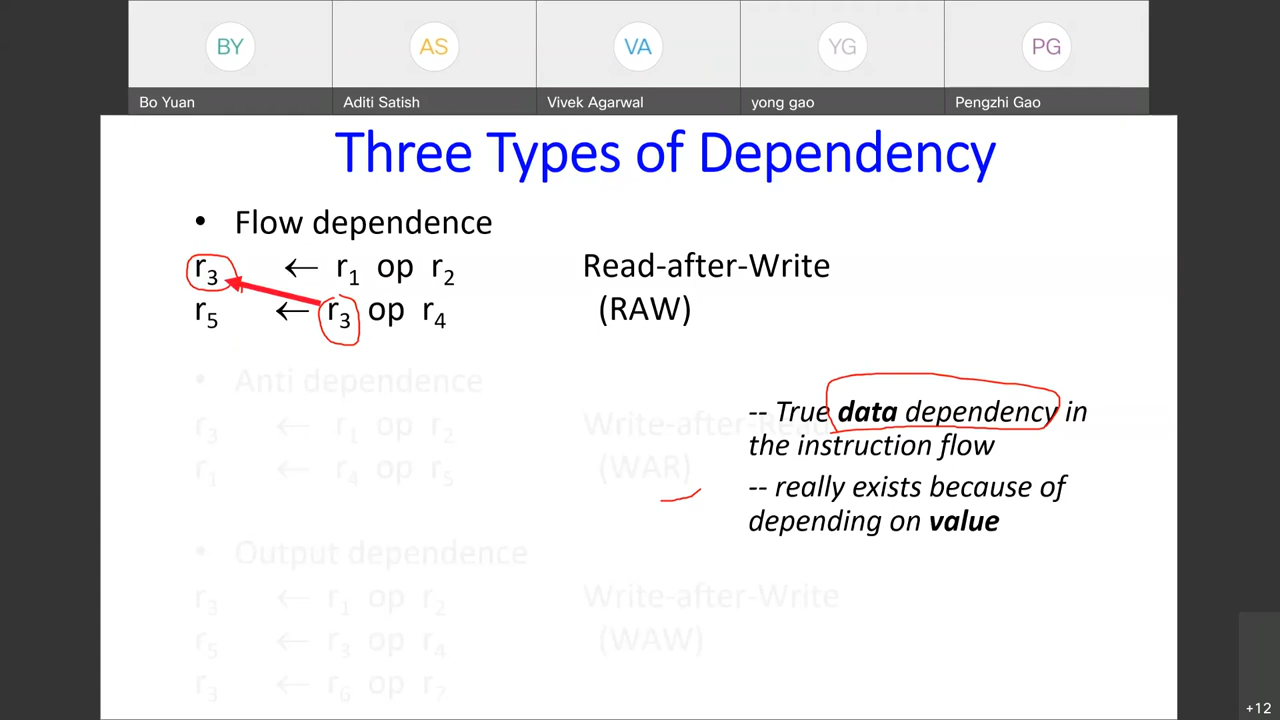 BY AS VA YG PG
Bo Yuan Aditi Satish Vivek Agarwal yong gao Pengzhi Gao
Three Types of Dependency
• Flow dependence
r3 ← r1 op r2 Read-after-Write
r5 ← r3 op r4 (RAW)
• Anti dependence
r3 ← r1 op r2 Write-after-Read
r1 ← r4 op r5 (WAR)
-- True data dependency in
the instruction flow
-- really exists because of
depending on value
• Output dependence
r3 ← r1 op r2 Write-after-Write
r5 ← r3 op r4 (WAW)
r3 ← r6 op
+12